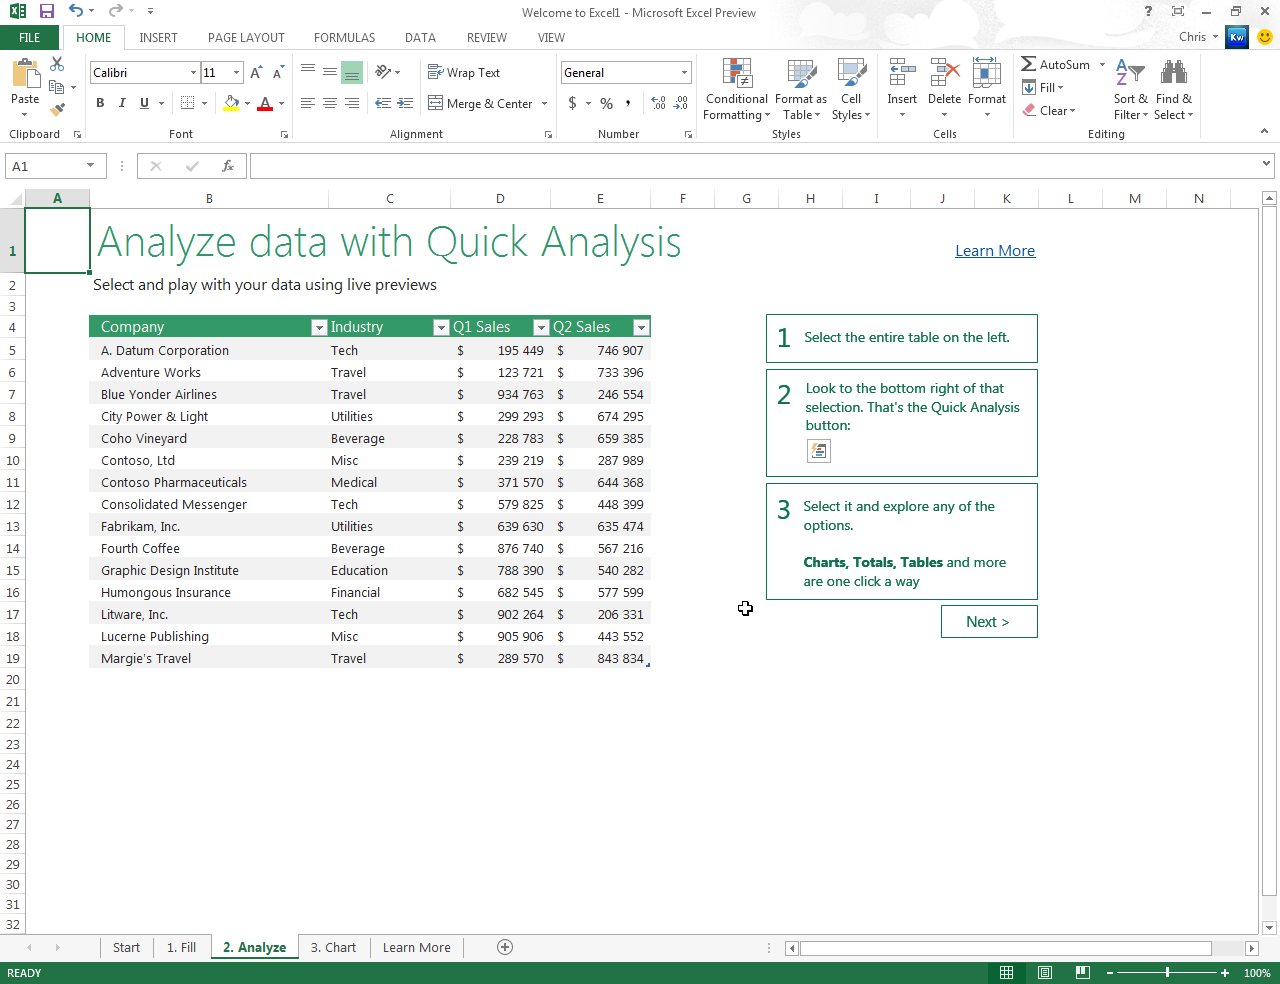 Welcome to Excel1 - Microsoft Excel Preview
FILE HOME INSERT PAGE LAYOUT FORMULAS DATA REVIEW VIEW Chris Kw
Paste
Calibri 11
B I U A
Wrap Text
Merge & Center
General
$ % ,
Conditional Formatting
Format as Table
Cell Styles
Insert Delete Format
AutoSum
Fill
Clear
Sort & Filter
Find & Select
Clipboard Font Alignment Number Styles Cells Editing
A1 fx
A B C D E F G H I J K L M N
1 Analyze data with Quick Analysis Learn More
2 Select and play with your data using live previews
3
4 Company Industry Q1 Sales Q2 Sales
5 A. Datum Corporation Tech $ 195 449 $ 746 907
6 Adventure Works Travel $ 123 721 $ 733 396
7 Blue Yonder Airlines Travel $ 934 763 $ 246 554
8 City Power & Light Utilities $ 299 293 $ 674 295
9 Coho Vineyard Beverage $ 228 783 $ 659 385
10 Contoso, Ltd Misc $ 239 219 $ 287 989
11 Contoso Pharmaceuticals Medical $ 371 570 $ 644 368
12 Consolidated Messenger Tech $ 579 825 $ 448 399
13 Fabrikam, Inc. Utilities $ 639 630 $ 635 474
14 Fourth Coffee Beverage $ 876 740 $ 567 216
15 Graphic Design Institute Education $ 788 390 $ 540 282
16 Humongous Insurance Financial $ 682 545 $ 577 599
17 Litware, Inc. Tech $ 902 264 $ 206 331
18 Lucerne Publishing Misc $ 905 906 $ 443 552
19 Margie's Travel Travel $ 289 570 $ 843 834
20
21
22
23
24
25
26
27
28
29
30
31
32
1 Select the entire table on the left.
2 Look to the bottom right of that
selection. That's the Quick Analysis
button:
3 Select it and explore any of the
options.
Charts, Totals, Tables and more
are one click a way
Next >
Start 1. Fill 2. Analyze 3. Chart Learn More
READY 100%